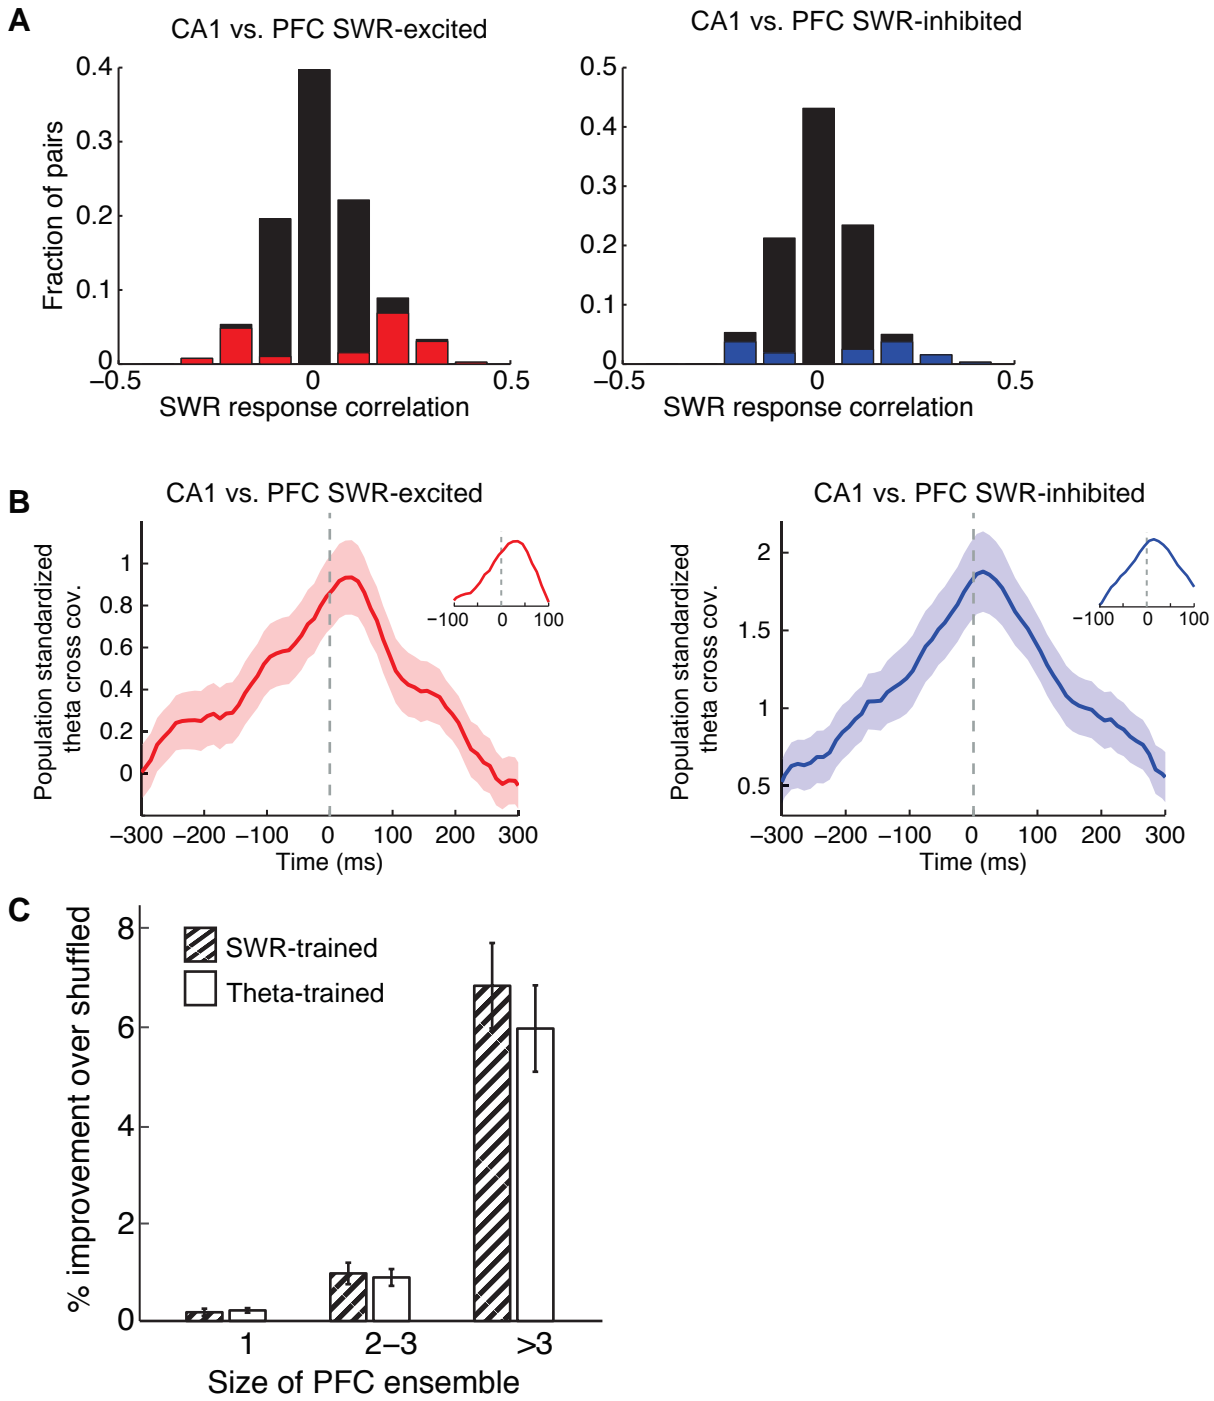 A
CA1 vs. PFC SWR-excited
CA1 vs. PFC SWR-inhibited
Fraction of pairs
0.4
0.3
0.2
0.1
0
−0.5
0
0.5
SWR response correlation
0.5
0.4
0.3
0.2
0.1
0
−0.5
0
0.5
SWR response correlation
B
CA1 vs. PFC SWR-excited
CA1 vs. PFC SWR-inhibited
Population standardized
theta cross cov.
1
0.8
0.6
0.4
0.2
0
−300
−200
−100
0
100
200
300
Time (ms)
−100
0
100
Population standardized
theta cross cov.
2
1.5
1
0.5
−300
−200
−100
0
100
200
300
Time (ms)
−100
0
100
C
% improvement over shuffled
8
6
4
2
0
SWR-trained
Theta-trained
1
2−3
>3
Size of PFC ensemble